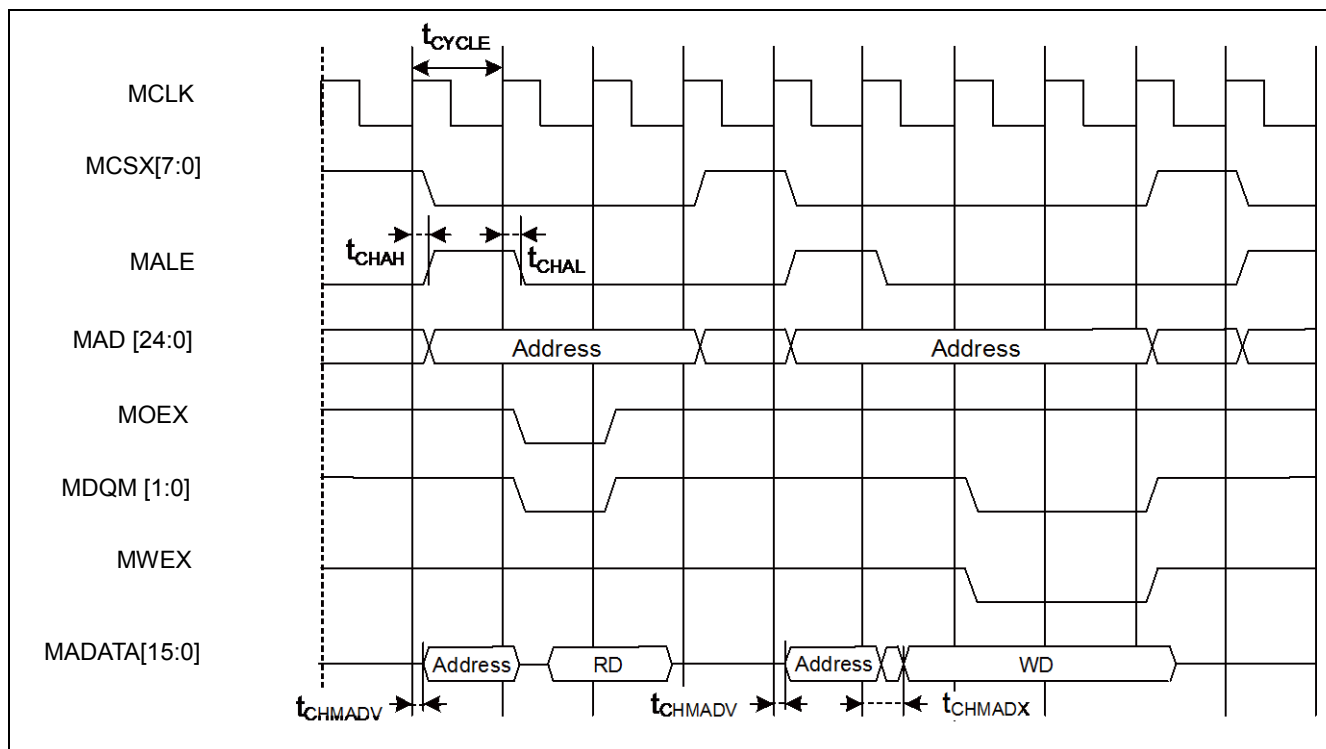 tCYCLE
MCLK
MCSX[7:0]
tCHAH
tCHAL
MALE
MAD [24:0]
Address
Address
MOEX
MDQM [1:0]
MWEX
MADATA[15:0]
Address
RD
Address
WD
tCHMADV
tCHMADV
tCHMADX